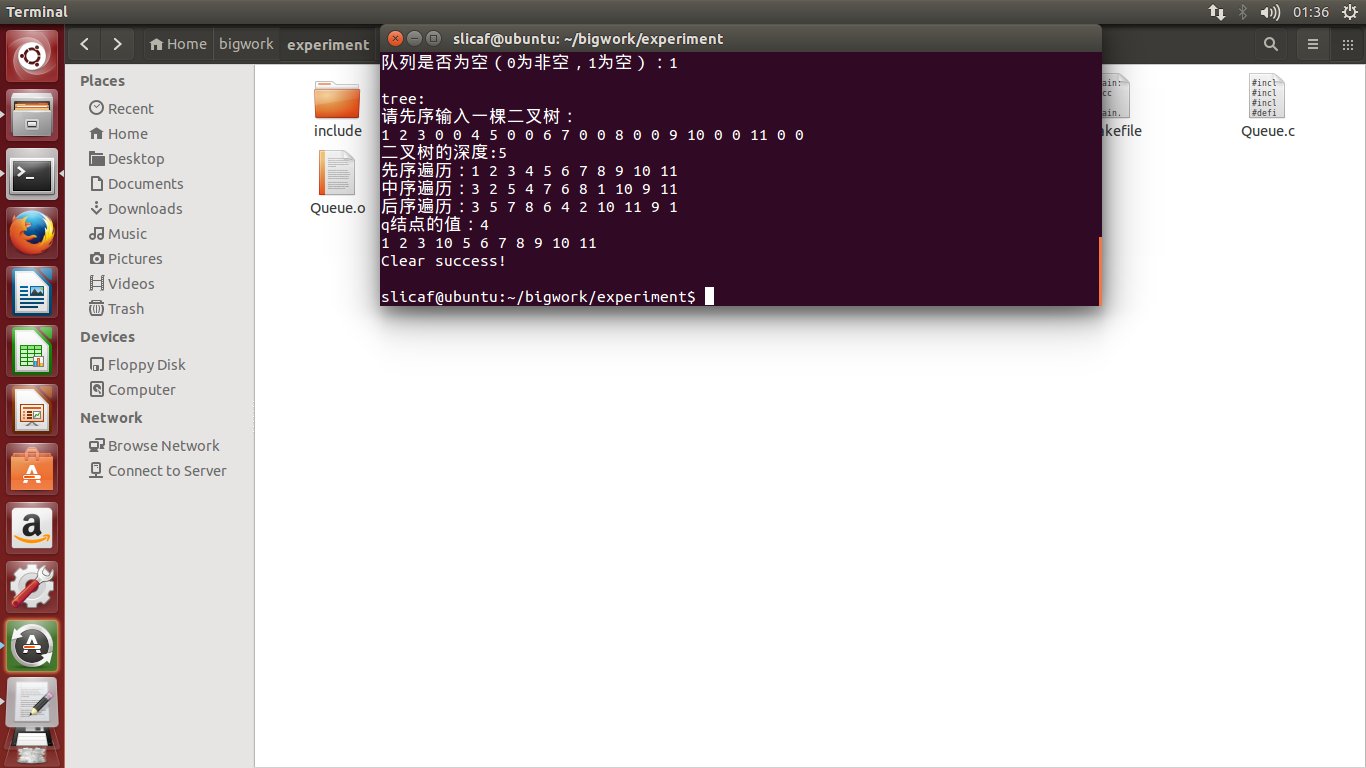 Terminal
01:36
Home
bigwork
experiment
slicaf@ubuntu: ~/bigwork/experiment
队列是否为空（0为非空，1为空）：1
tree:
请先序输入一棵二叉树：
1 2 3 0 0 4 5 0 0 6 7 0 0 8 0 0 9 10 0 0 11 0 0
二叉树的深度:5
先序遍历：1 2 3 4 5 6 7 8 9 10 11
中序遍历：3 2 5 4 7 6 8 1 10 9 11
后序遍历：3 5 7 8 6 4 2 10 11 9 1
q结点的值：4
1 2 3 10 5 6 7 8 9 10 11
Clear success!
slicaf@ubuntu:~/bigwork/experiment$
Places
Recent
Home
Desktop
Documents
Downloads
Music
Pictures
Videos
Trash
Devices
Floppy Disk
Computer
Network
Browse Network
Connect to Server
include
Queue.o
ain:
cc
ain.
kefile
#incl
#incl
#incl
#defi
Queue.c